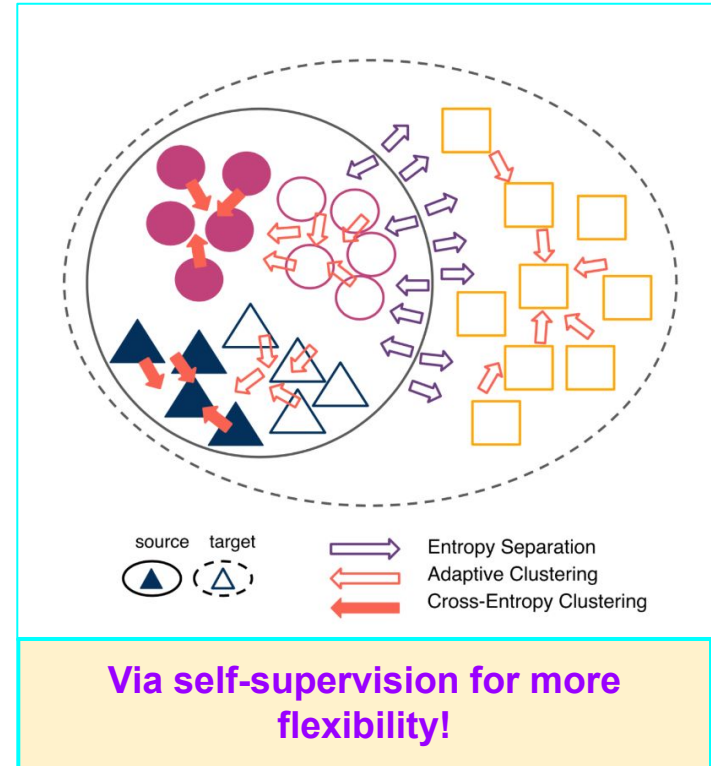 source target
Entropy Separation
Adaptive Clustering
Cross-Entropy Clustering
Via self-supervision for more
flexibility!